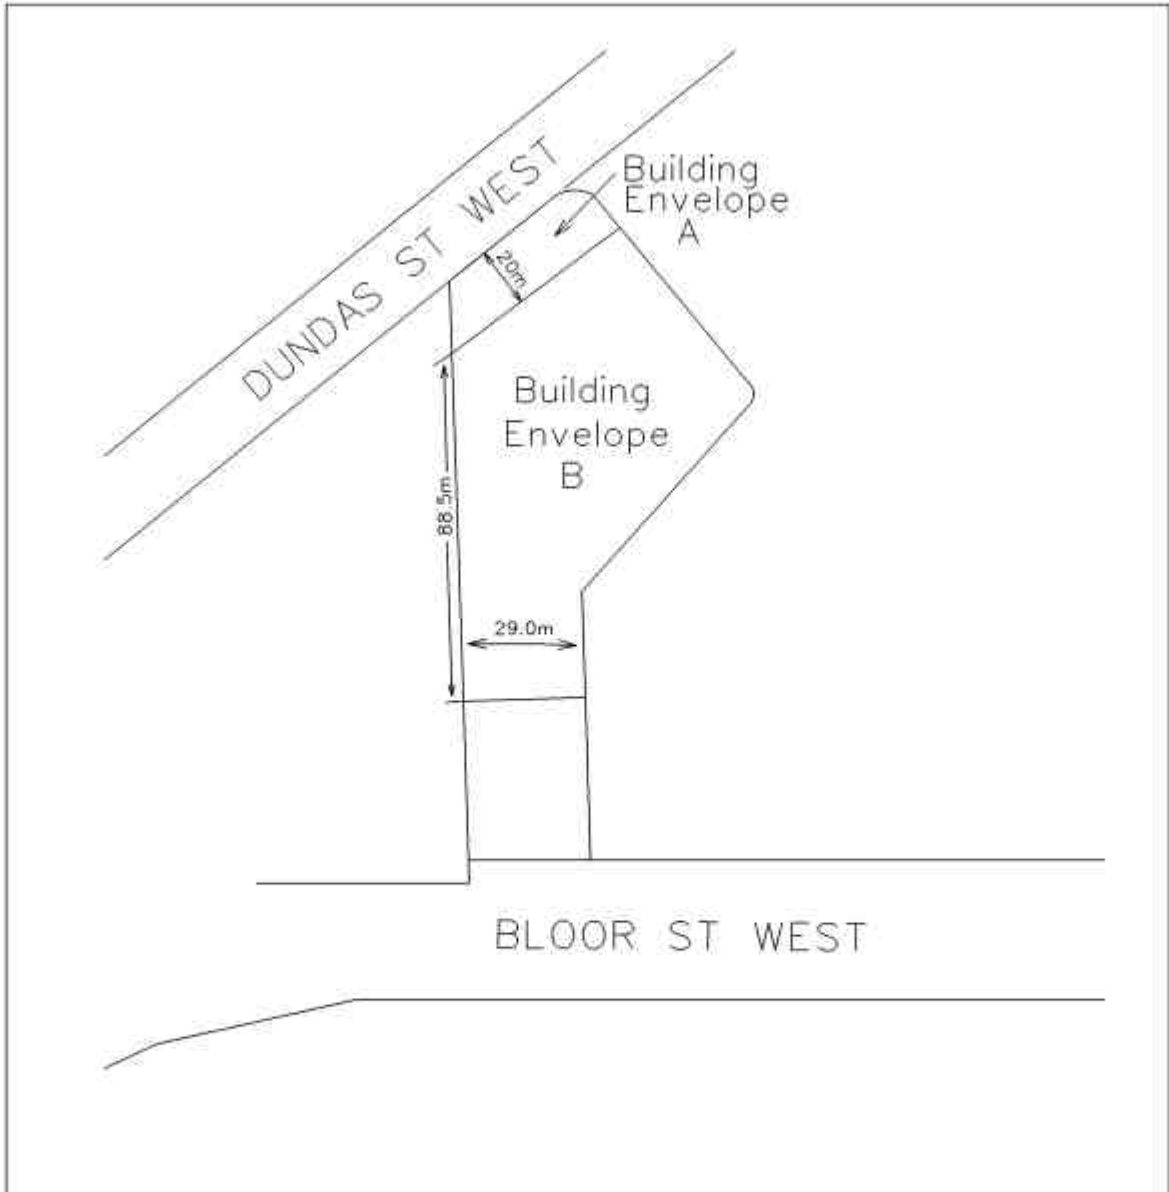 DUNDAS ST WEST
Building
Envelope
A
20m
Building
Envelope
B
88.5m
29.0m
BLOOR ST WEST